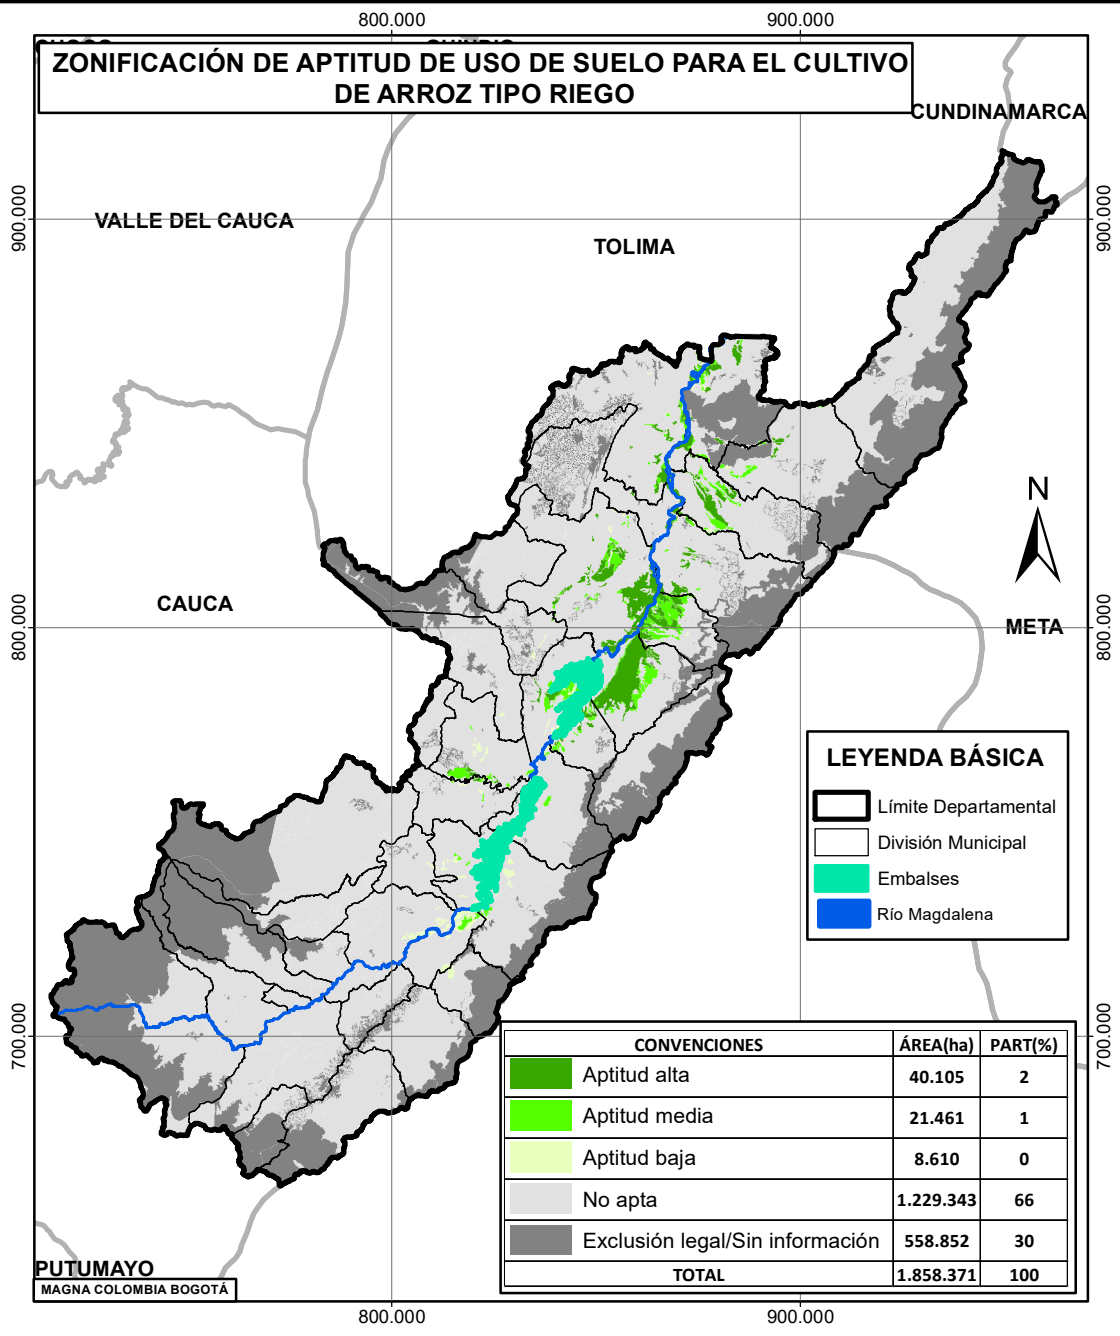 800.000
900.000
ZONIFICACIÓN DE APTITUD DE USO DE SUELO PARA EL CULTIVO
DE ARROZ TIPO RIEGO
CUNDINAMARCA
900.000
900.000
VALLE DEL CAUCA
TOLIMA
N
CAUCA
800.000
800.000
META
LEYENDA BÁSICA
Límite Departamental
División Municipal
Embalses
Río Magdalena
700.000
700.000
CONVENCIONES ÁREA(ha) PART(%)
Aptitud alta 40.105 2
Aptitud media 21.461 1
Aptitud baja 8.610 0
No apta 1.229.343 66
Exclusión legal/Sin información 558.852 30
TOTAL 1.858.371 100
PUTUMAYO
MAGNA COLOMBIA BOGOTÁ
800.000
900.000